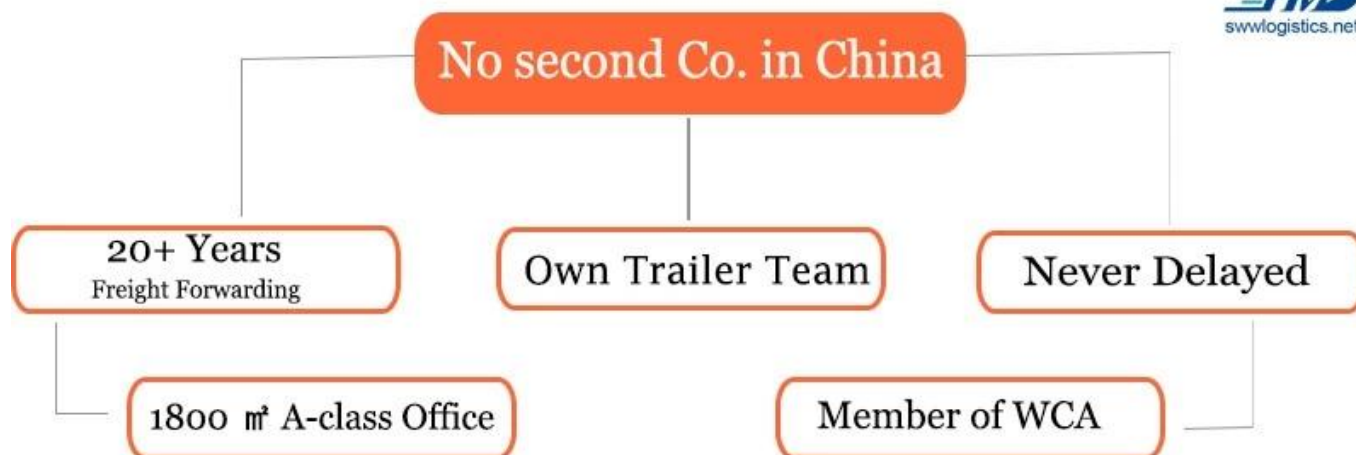 swwlogistics.net
No second Co. in China
20+ Years
Freight Forwarding
Own Trailer Team
Never Delayed
1800 ㎡ A-class Office
Member of WCA